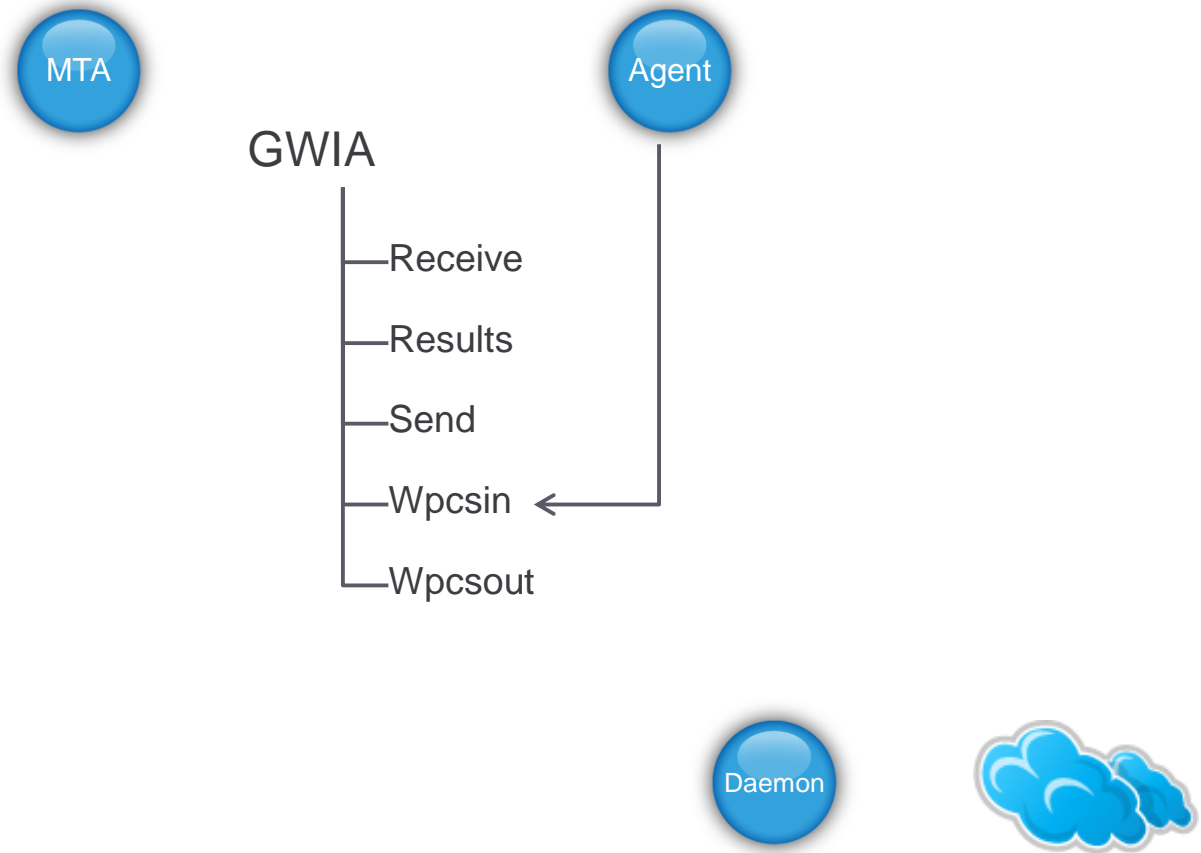 MTA
Agent
GWIA
Receive
Results
Send
Wpcsin
Wpcsout
Daemon